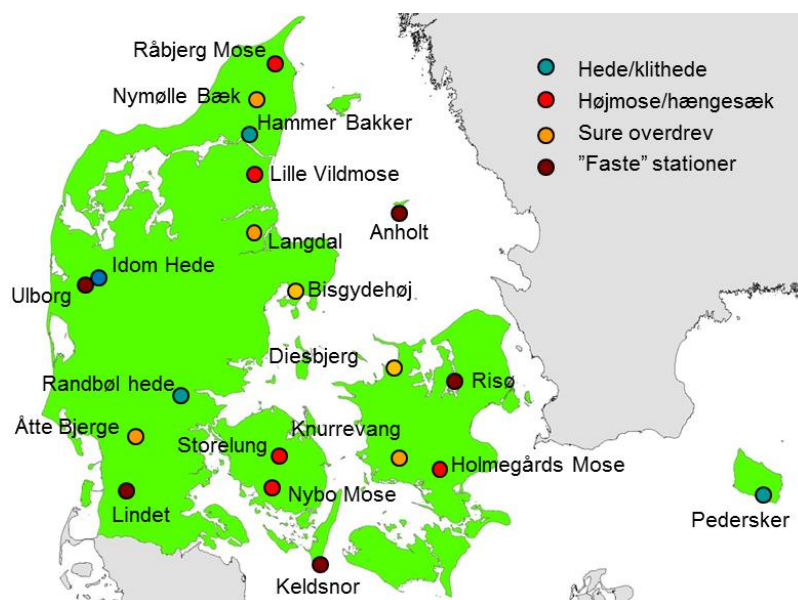 Råbjerg Mose
Nymølle Bæk
Hammer Bakker
Lille Vildmose
Anholt
Langdal
Idom Hede
Ulborg
Bisgydehøj
Diesbjerg
Risø
Randbøl hede
Åtte Bjerge
Knurrevang
Storelung
Holmegårds Mose
Nybo Mose
Lindet
Pedersker
Keldsnor
Hede/klithede
Højmose/hængesæk
Sure overdrev
"Faste" stationer